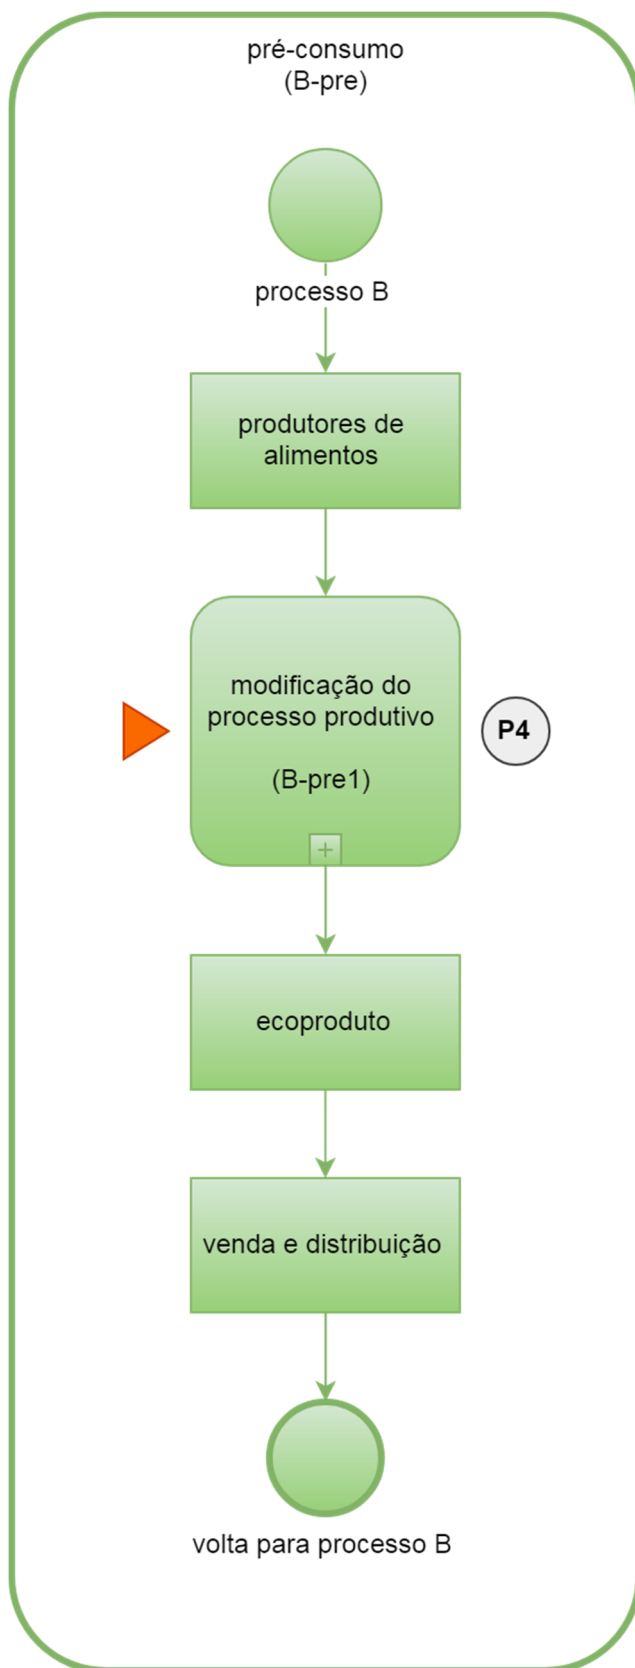 pré-consumo
(B-pre)
processo B
produtores de
alimentos
modificação do
processo produtivo
(B-pre1)
P4
ecoproduto
venda e distribuição
volta para processo B